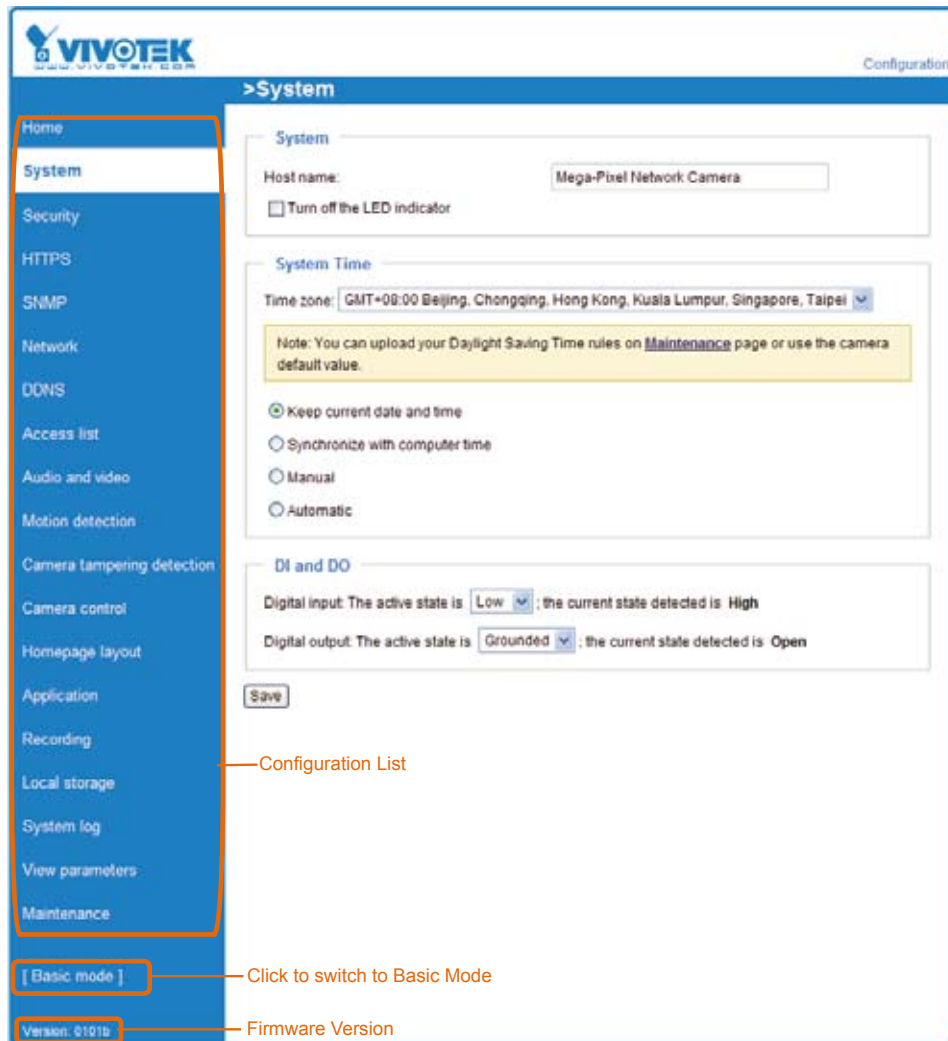 VIVOTEK
WWW.VIVOTEK.COM
Configuration
>System
Home
System
Security
HTTPS
SNMP
Network
DDNS
Access list
Audio and video
Motion detection
Camera tampering detection
Camera control
Homepage layout
Application
Recording
Local storage
System log
View parameters
Maintenance
[ Basic mode ]
Version: 0101b
System
Host name: Mega-Pixel Network Camera
Turn off the LED indicator
System Time
Time zone: GMT+08:00 Beijing, Chongqing, Hong Kong, Kuala Lumpur, Singapore, Taipei
Note: You can upload your Daylight Saving Time rules on Maintenance page or use the camera
default value.
Keep current date and time
Synchronize with computer time
Manual
Automatic
DI and DO
Digital input: The active state is Low ; the current state detected is High
Digital output: The active state is Grounded ; the current state detected is Open
Save
Configuration List
Click to switch to Basic Mode
Firmware Version